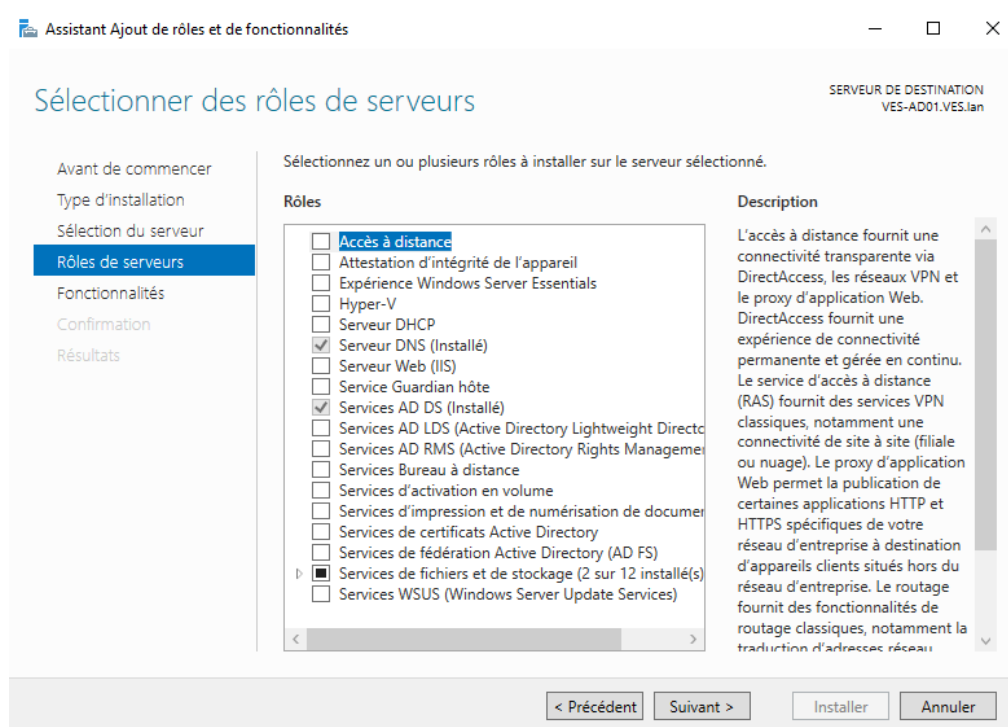 Assistant Ajout de rôles et de fonctionnalités
Sélectionner des rôles de serveurs
SERVEUR DE DESTINATION
VES-AD01.VES.lan
Avant de commencer
Type d'installation
Sélection du serveur
Rôles de serveurs
Fonctionnalités
Confirmation
Résultats
Sélectionnez un ou plusieurs rôles à installer sur le serveur sélectionné.
Rôles
Accès à distance
Attestation d'intégrité de l'appareil
Expérience Windows Server Essentials
Hyper-V
Serveur DHCP
Serveur DNS (Installé)
Serveur Web (IIS)
Service Guardian hôte
Services AD DS (Installé)
Services AD LDS (Active Directory Lightweight Directc
Services AD RMS (Active Directory Rights Managemer
Services Bureau à distance
Services d'activation en volume
Services d'impression et de numérisation de documer
Services de certificats Active Directory
Services de fédération Active Directory (AD FS)
Services de fichiers et de stockage (2 sur 12 installé(s)
Services WSUS (Windows Server Update Services)
Description
L'accès à distance fournit une
connectivité transparente via
DirectAccess, les réseaux VPN et
le proxy d'application Web.
DirectAccess fournit une
expérience de connectivité
permanente et gérée en continu.
Le service d'accès à distance
(RAS) fournit des services VPN
classiques, notamment une
connectivité de site à site (filiale
ou nuage). Le proxy d'application
Web permet la publication de
certaines applications HTTP et
HTTPS spécifiques de votre
réseau d'entreprise à destination
d'appareils clients situés hors du
réseau d'entreprise. Le routage
fournit des fonctionnalités de
routage classiques, notamment la
traduction d'adresses réseau
< Précédent
Suivant >
Installer
Annuler